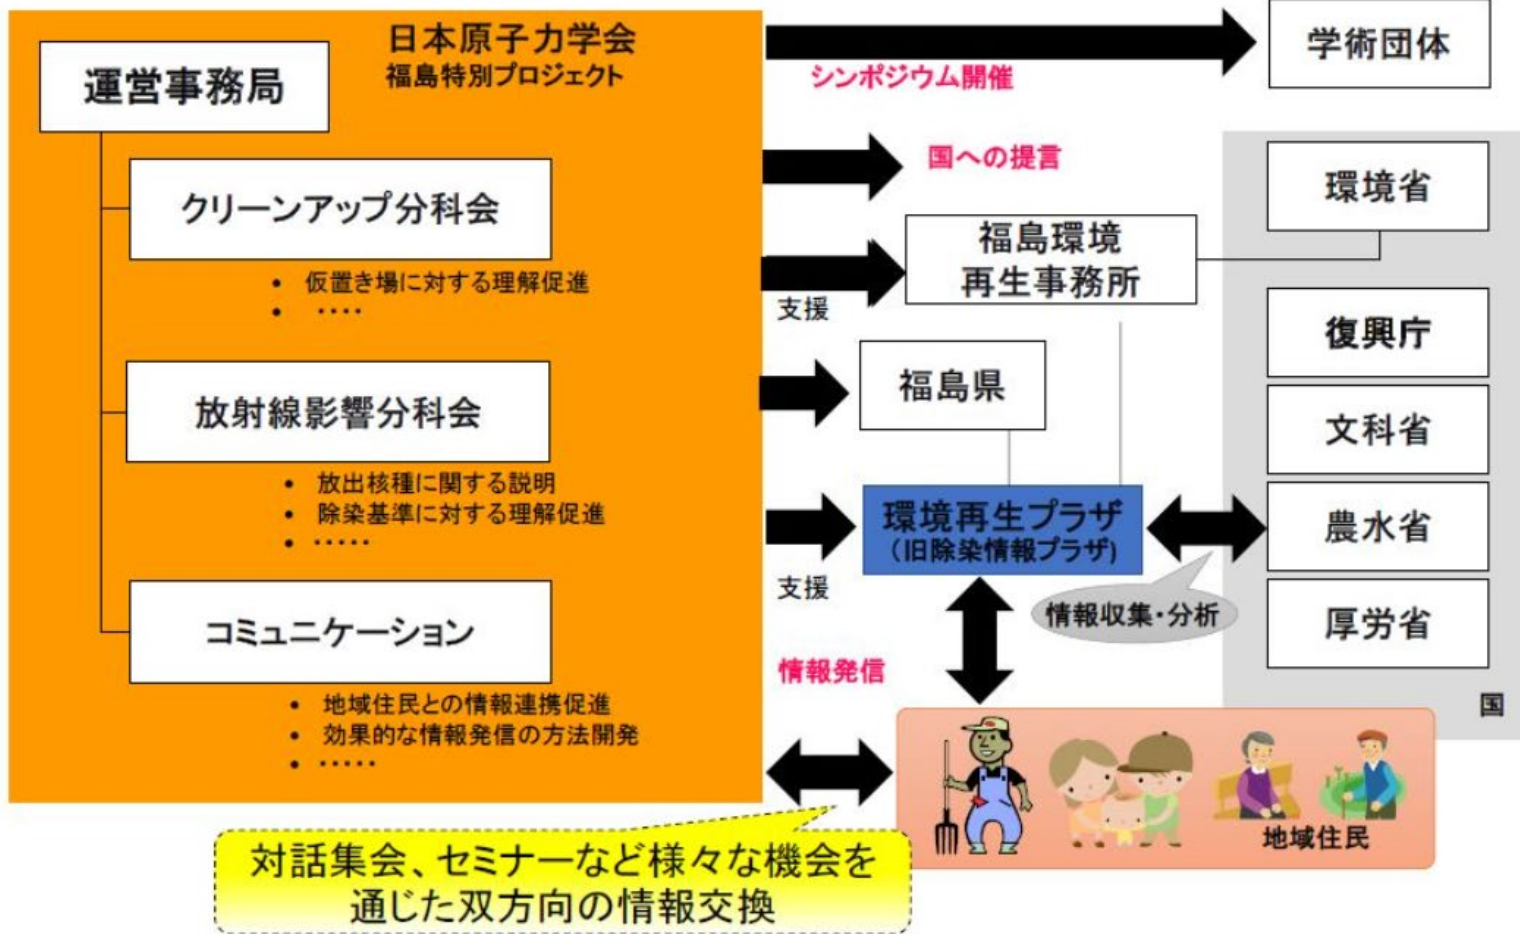 日本原子力学会
福島特別プロジェクト
運営事務局
クリーンアップ分科会
• 仮置き場に対する理解促進
• ････
放射線影響分科会
• 放出核種に関する説明
• 除染基準に対する理解促進
• ･････
コミュニケーション
• 地域住民との情報連携促進
• 効果的な情報発信の方法開発
• ･････
シンポジウム開催
学術団体
国への提言
福島環境
再生事務所
支援
福島県
環境再生プラザ
（旧除染情報プラザ)
支援
情報収集・分析
情報発信
環境省
復興庁
文科省
農水省
厚労省
国
地域住民
対話集会、セミナーなど様々な機会を
通じた双方向の情報交換